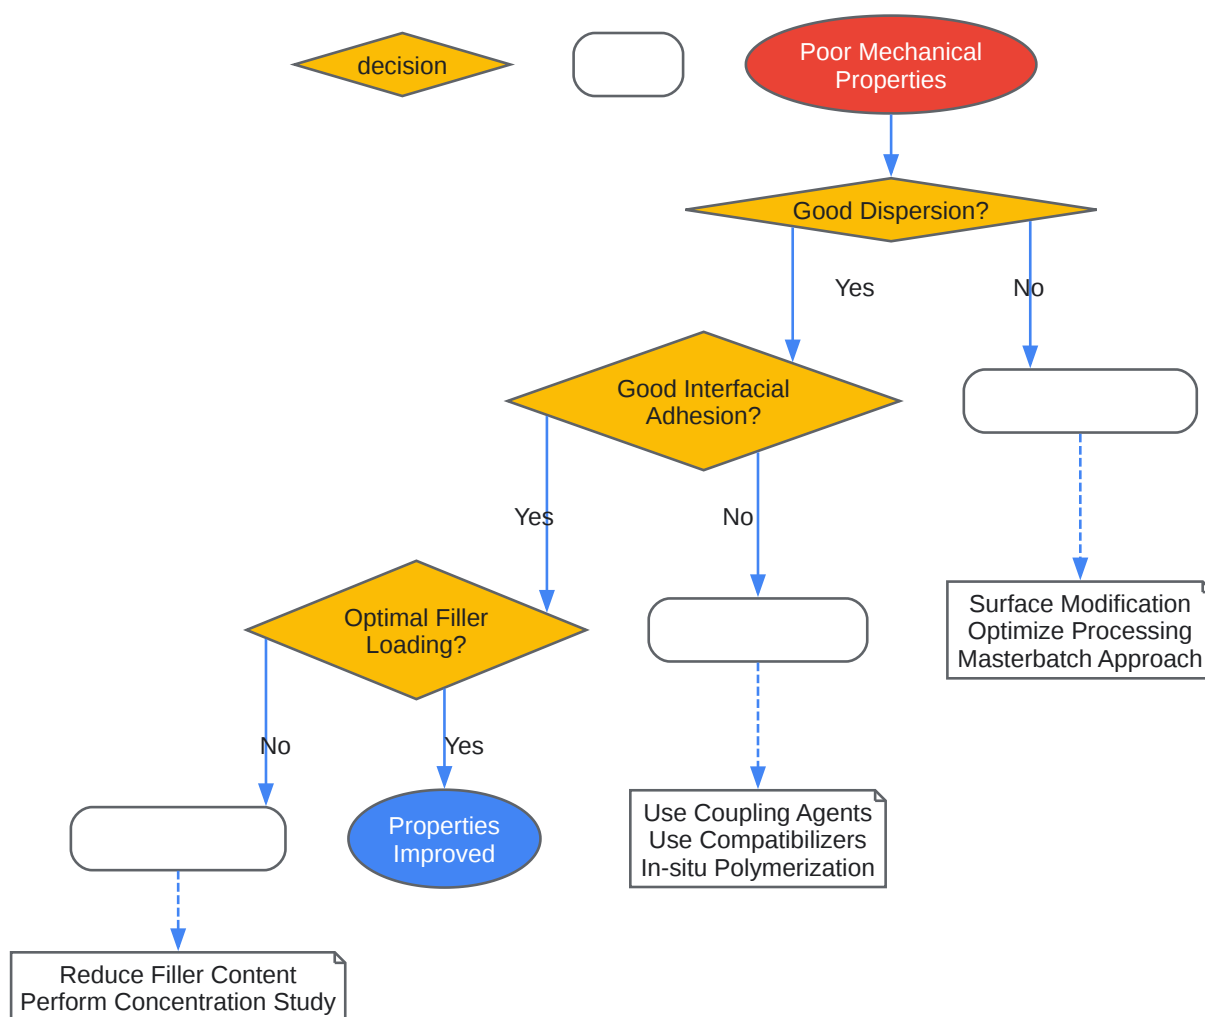 decision
Poor Mechanical
Properties
Good Dispersion?
Yes
No
Good Interfacial
Adhesion?
Yes
No
Optimal Filler
Loading?
Surface Modification
Optimize Processing
Masterbatch Approach
No
Yes
Properties
Improved
Use Coupling Agents
Use Compatibilizers
In-situ Polymerization
Reduce Filler Content
Perform Concentration Study